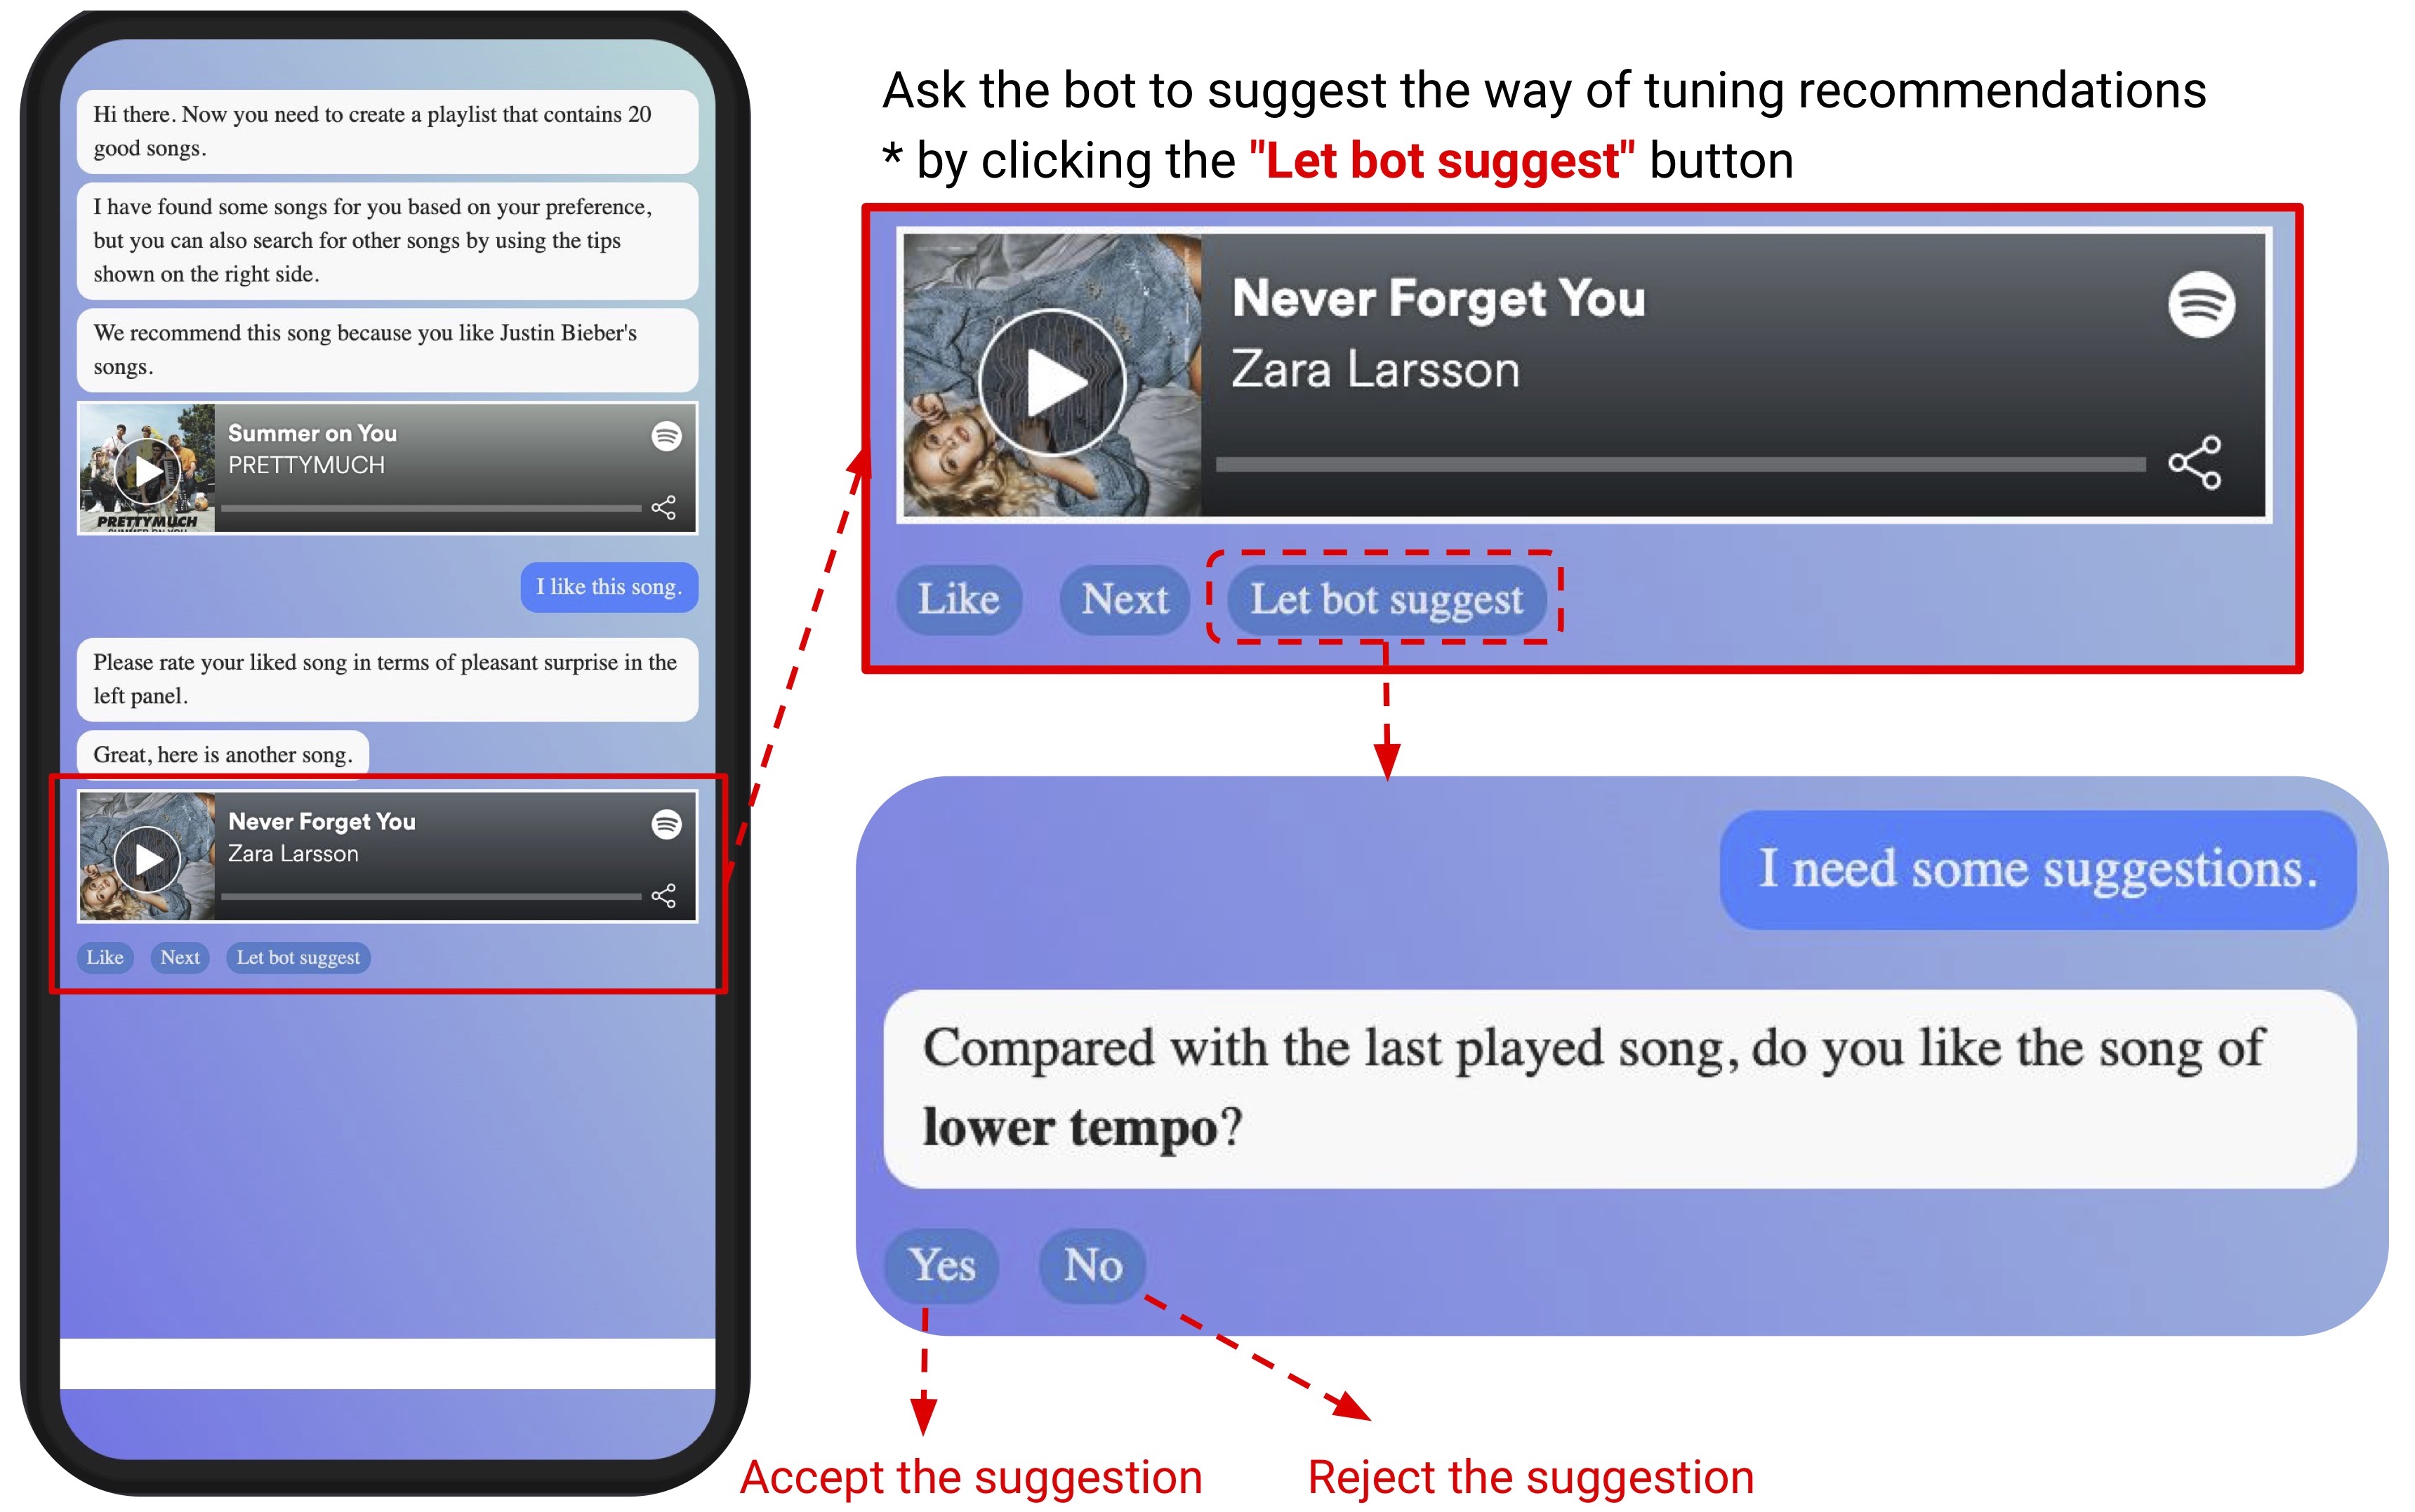 Hi there. Now you need to create a playlist that contains 20
good songs.
I have found some songs for you based on your preference,
but you can also search for other songs by using the tips
shown on the right side.
We recommend this song because you like Justin Bieber's
songs.
Summer on You
PRETTYMUCH
PRETTYMUCH
I like this song.
Please rate your liked song in terms of pleasant surprise in the
left panel.
Great, here is another song.
Never Forget You
Zara Larsson
Like Next Let bot suggest
Ask the bot to suggest the way of tuning recommendations
* by clicking the "Let bot suggest" button
Never Forget You
Zara Larsson
Like Next Let bot suggest
I need some suggestions.
Compared with the last played song, do you like the song of
lower tempo?
Yes No
Accept the suggestion Reject the suggestion